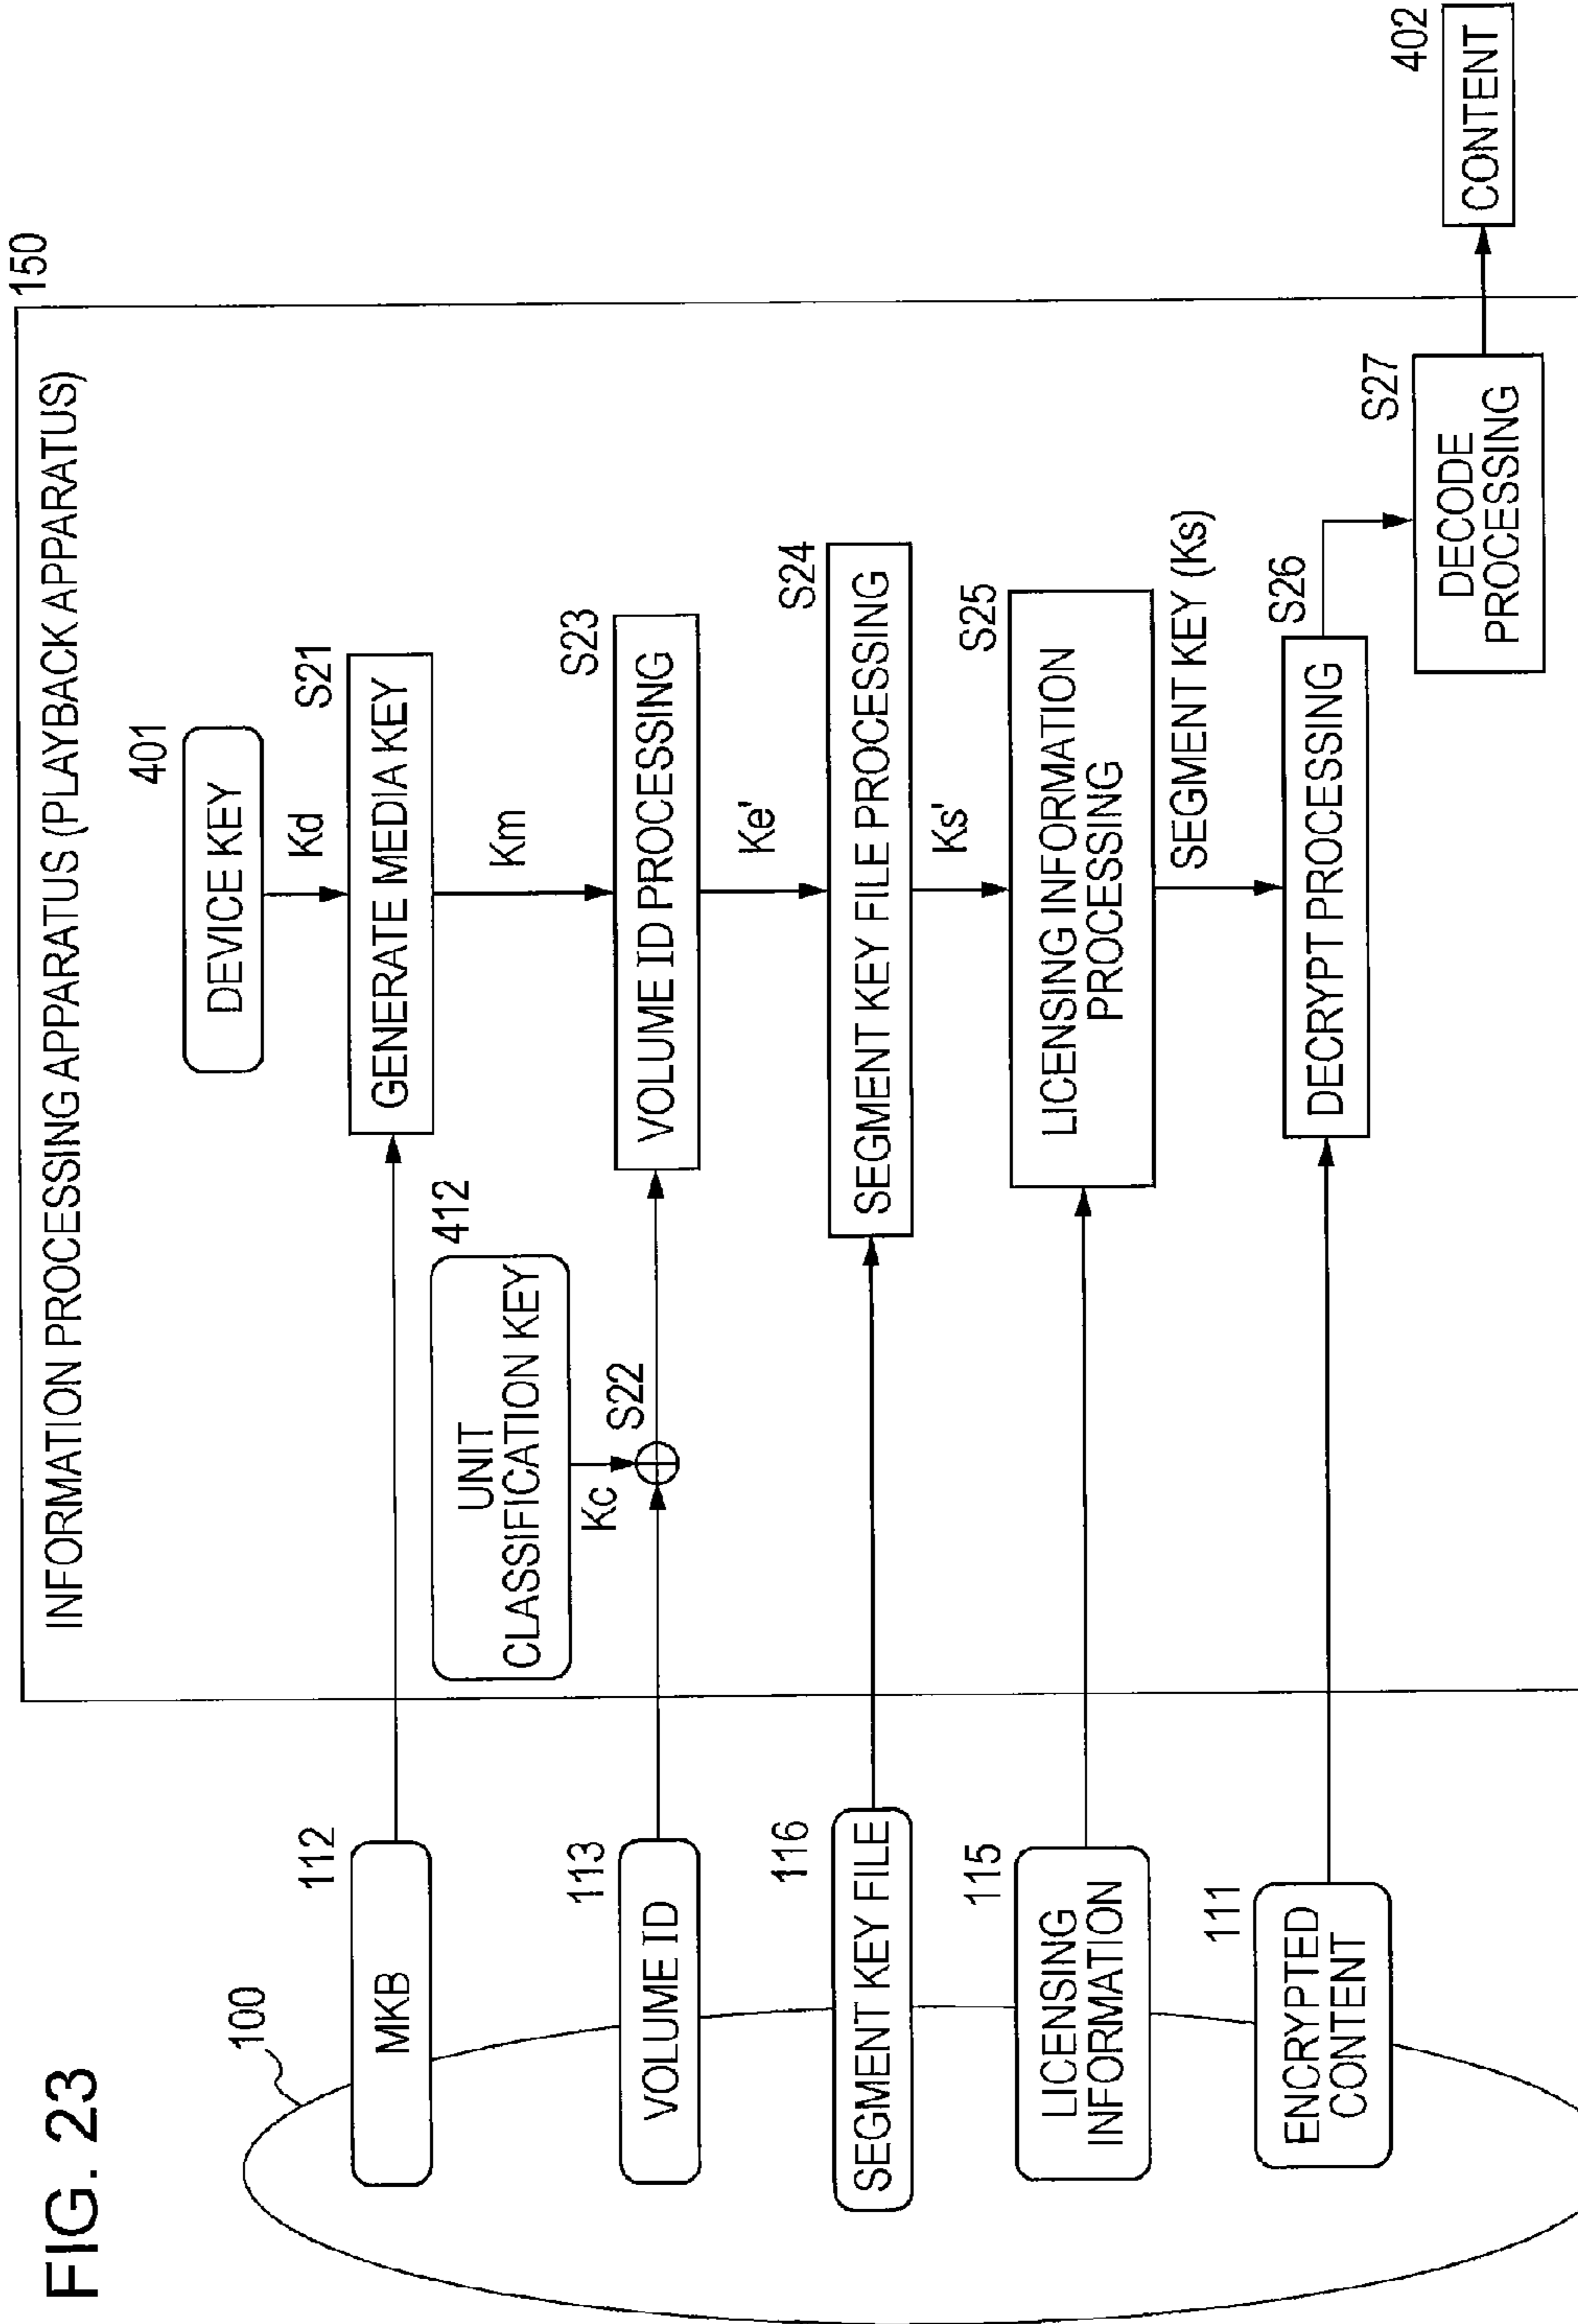 FIG. 23
150
INFORMATION PROCESSING APPARATUS (PLAYBACK APPARATUS)
100
401
DEVICE KEY
Kd
112
MKB
S21
GENERATE MEDIA KEY
Km
412
UNIT
CLASSIFICATION KEY
Kc
S22
113
VOLUME ID
S23
VOLUME ID PROCESSING
Ke'
116
SEGMENT KEY FILE
S24
SEGMENT KEY FILE PROCESSING
Ks'
115
LICENSING
INFORMATION
S25
LICENSING INFORMATION
PROCESSING
SEGMENT KEY (Ks)
111
ENCRYPTED
CONTENT
S26
DECRYPT PROCESSING
S27
DECODE
PROCESSING
402
CONTENT